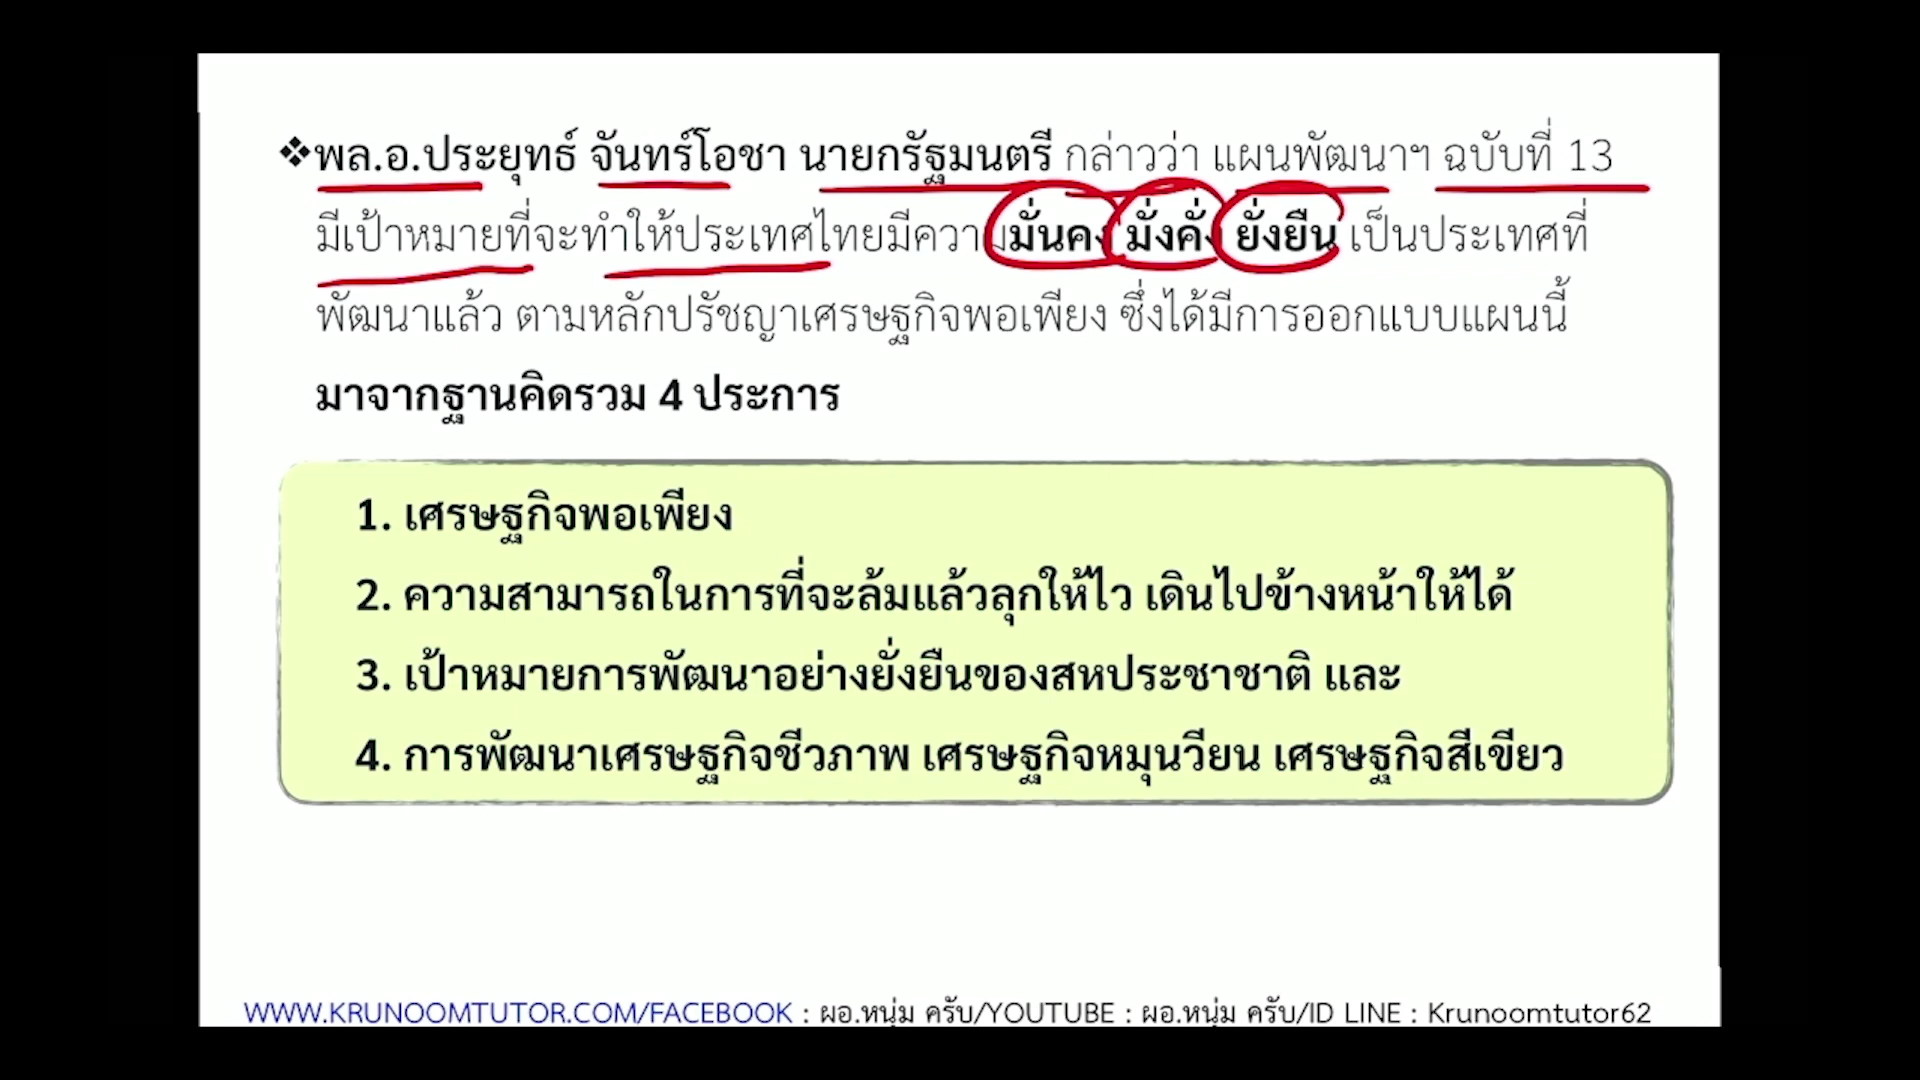 ❖พล.อ.ประยุทธ์ จันทร์โอชา นายกรัฐมนตรี กล่าวว่า แผนพัฒนาฯ ฉบับที่ 13
มีเป้าหมายที่จะทำให้ประเทศไทยมีความมั่นคง มั่งคั่ง ยั่งยืน เป็นประเทศที่
พัฒนาแล้ว ตามหลักปรัชญาเศรษฐกิจพอเพียง ซึ่งได้มีการออกแบบแผนนี้
มาจากฐานคิดรวม 4 ประการ
1. เศรษฐกิจพอเพียง
2. ความสามารถในการที่จะล้มแล้วลุกให้ไว เดินไปข้างหน้าให้ได้
3. เป้าหมายการพัฒนาอย่างยั่งยืนของสหประชาชาติ และ
4. การพัฒนาเศรษฐกิจชีวภาพ เศรษฐกิจหมุนวียน เศรษฐกิจสีเขียว
WWW.KRUNOOMTUTOR.COM/FACEBOOK : ผอ.หนุ่ม ครับ/YOUTUBE : ผอ.หนุ่ม ครับ/ID LINE : Krunoomtutor62